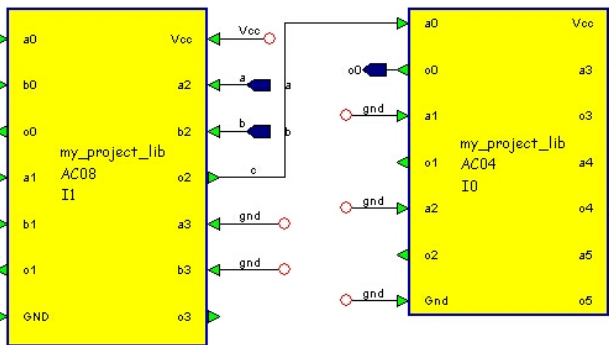 a0 Vcc Vcc a0 Vcc
b0 a2 a a o0 o0 a3
o0 b2 b b gnd a1 o3
my_project_lib my_project_lib
AC08 AC04
I1 I0
a1 o2 c o1 a4
b1 a3 gnd gnd a2 o4
o1 b3 gnd o2 a5
GND o3 gnd Gnd o5